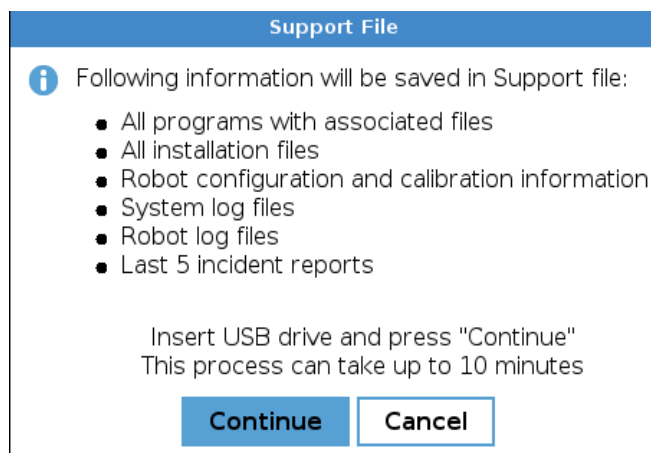 Support File
Following information will be saved in Support file:
All programs with associated files
All installation files
Robot configuration and calibration information
System log files
Robot log files
Last 5 incident reports
Insert USB drive and press "Continue"
This process can take up to 10 minutes
Continue Cancel